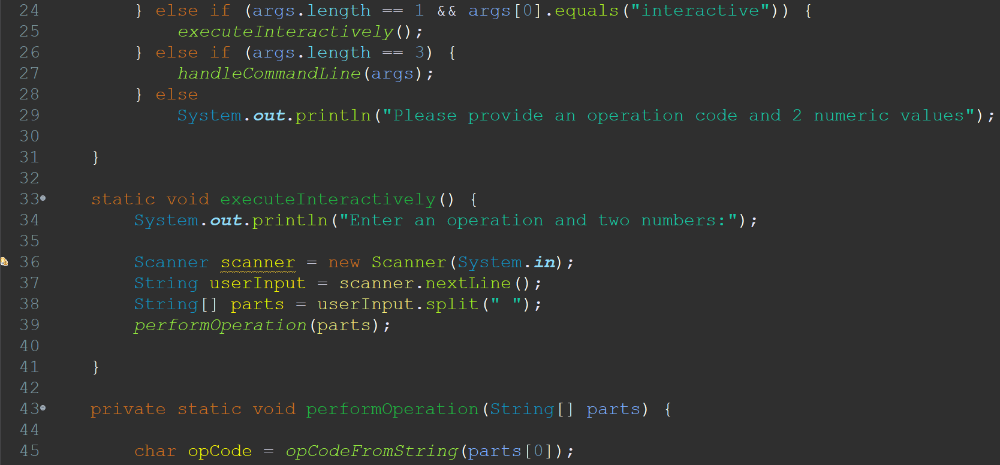 24 } else if (args.length == 1 && args[0].equals("interactive")) {
25 executeInteractively();
26 } else if (args.length == 3) {
27 handleCommandLine(args);
28 } else
29 System.out.println("Please provide an operation code and 2 numeric values");
30
31 }
32
33 static void executeInteractively() {
34 System.out.println("Enter an operation and two numbers:");
35
36 Scanner scanner = new Scanner(System.in);
37 String userInput = scanner.nextLine();
38 String[] parts = userInput.split(" ");
39 performOperation(parts);
40
41 }
42
43 private static void performOperation(String[] parts) {
44
45 char opCode = opCodeFromString(parts[0]);